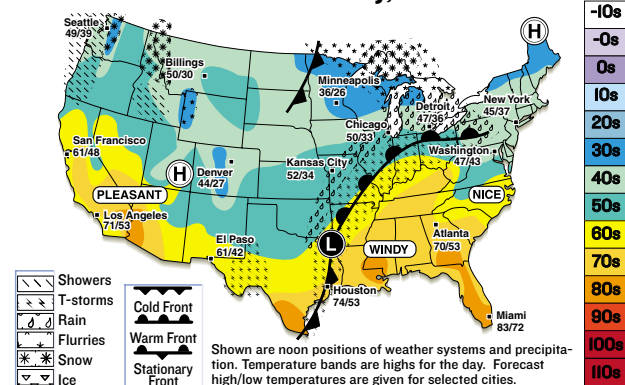 Seattle
49/39
Billings
50/30
Minneapolis
36/26
H
New York
45/37
Detroit
47/36
Chicago
50/33
Washington
47/43
San Francisco
61/48
H
Denver
44/27
Kansas City
52/34
PLEASANT
NICE
Los Angeles
71/53
El Paso
61/42
L
WINDY
Atlanta
70/53
Houston
74/53
Miami
83/72
Showers
T-storms
Rain
Flurries
Snow
Ice
Cold Front
Warm Front
Stationary
Front
Shown are noon positions of weather systems and precipita-
tion. Temperature bands are highs for the day. Forecast
high/low temperatures are given for selected cities.
-10s
-0s
0s
10s
20s
30s
40s
50s
60s
70s
80s
90s
100s
110s